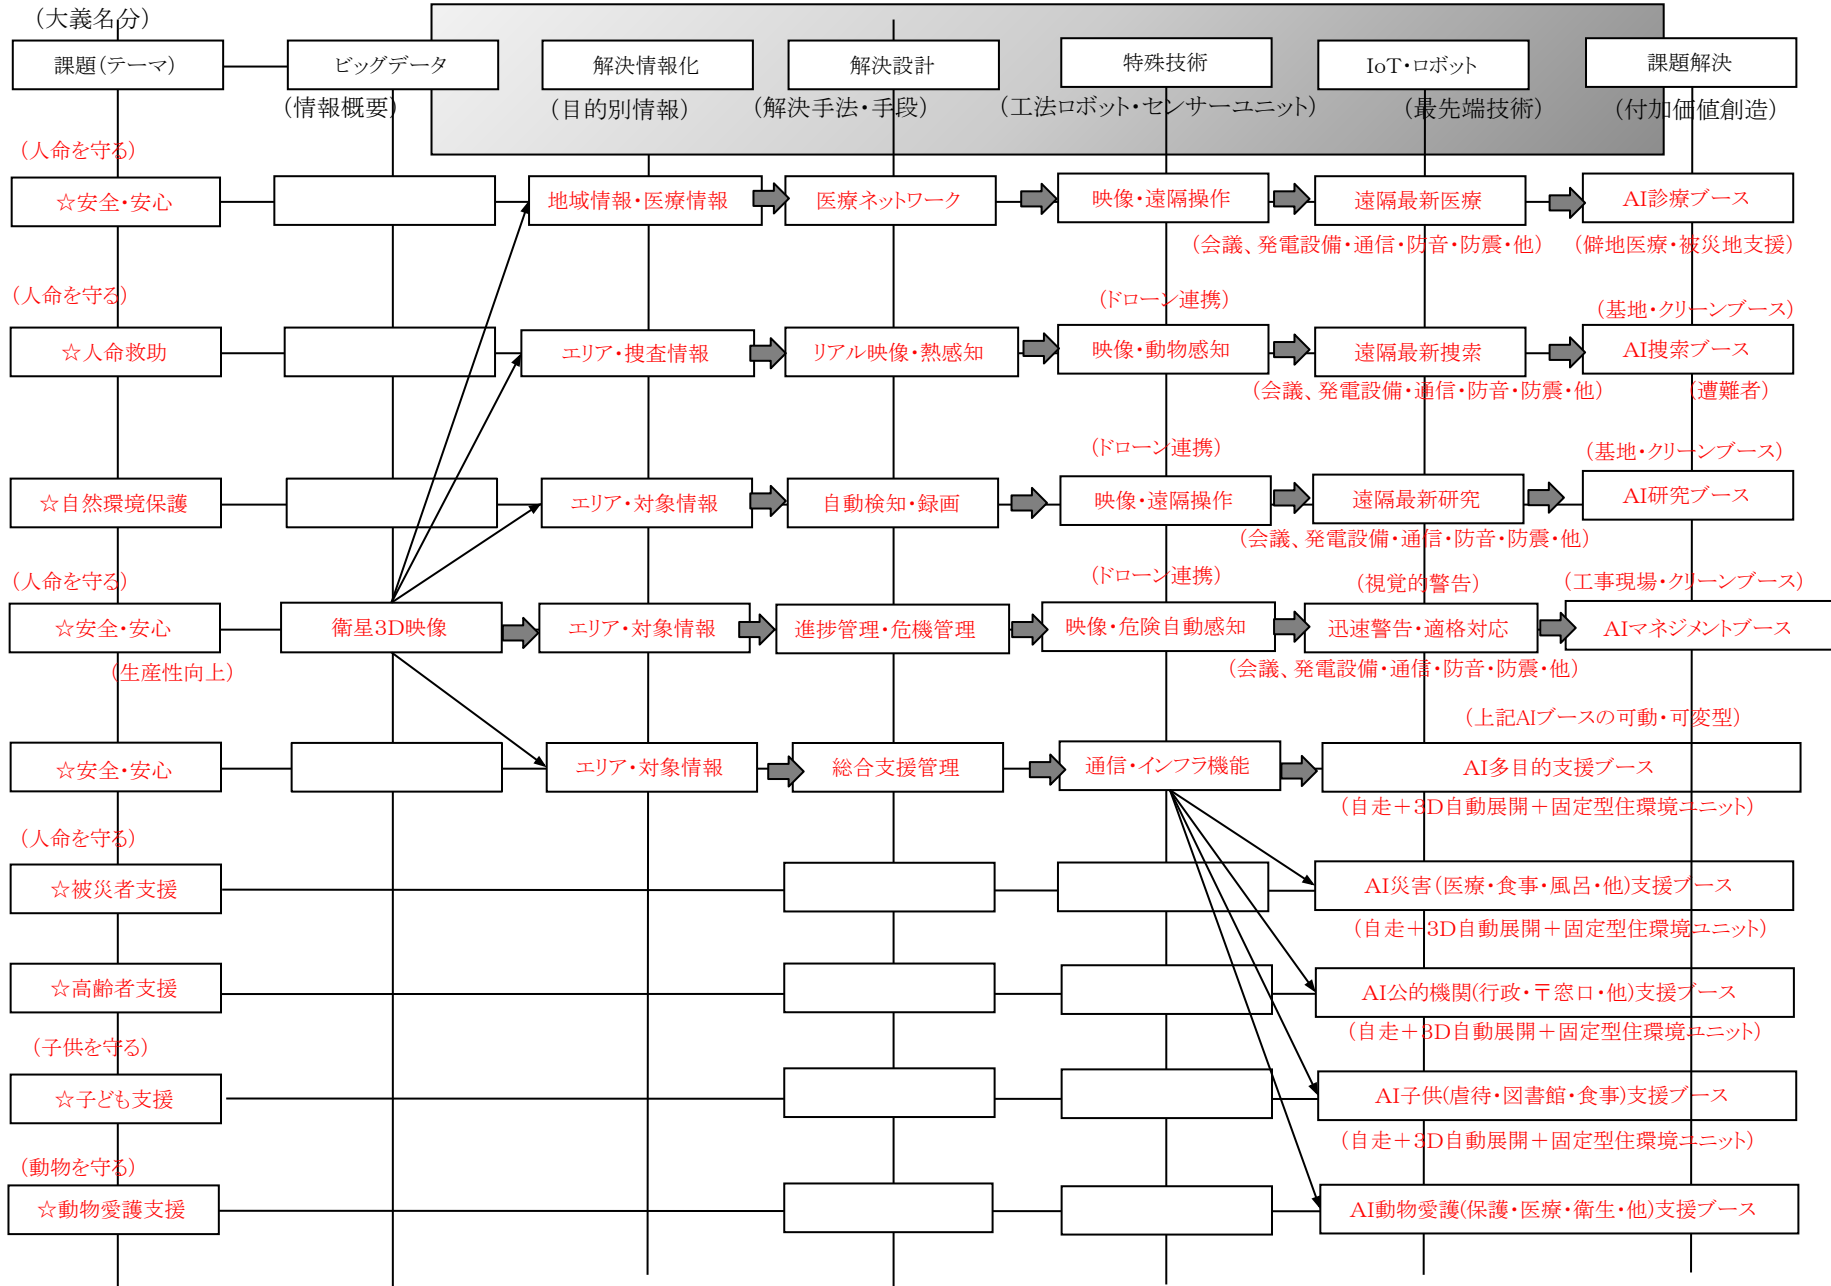 （大義名分）
課題（テーマ）
ビッグデータ
解決情報化
解決設計
特殊技術
IoT・ロボット
課題解決
（情報概要）
（目的別情報）
（解決手法・手段）
（工法ロボット・センサーユニット）
（最先端技術）
（付加価値創造）
（人命を守る）
☆安全・安心
地域情報・医療情報
医療ネットワーク
映像・遠隔操作
遠隔最新医療
AI診療ブース
（会議、発電設備・通信・防音・防震・他）
（僻地医療・被災地支援）
（人命を守る）
（ドローン連携）
（基地・クリーンブース）
☆人命救助
エリア・捜査情報
リアル映像・熱感知
映像・動物感知
遠隔最新捜索
AI捜索ブース
（会議、発電設備・通信・防音・防震・他）
（遭難者）
（ドローン連携）
（基地・クリーンブース）
☆自然環境保護
エリア・対象情報
自動検知・録画
映像・遠隔操作
遠隔最新研究
AI研究ブース
（会議、発電設備・通信・防音・防震・他）
（人命を守る）
（ドローン連携）
（視覚的警告）
（工事現場・クリーンブース）
☆安全・安心
衛星3D映像
エリア・対象情報
進捗管理・危機管理
映像・危険自動感知
迅速警告・適格対応
AIマネジメントブース
（生産性向上）
（会議、発電設備・通信・防音・防震・他）
（上記AIブースの可動・可変型）
☆安全・安心
エリア・対象情報
総合支援管理
通信・インフラ機能
AI多目的支援ブース
（自走＋3D自動展開＋固定型住環境ユニット）
（人命を守る）
☆被災者支援
AI災害（医療・食事・風呂・他）支援ブース
（自走＋3D自動展開＋固定型住環境ユニット）
☆高齢者支援
AI公的機関(行政・〒窓口・他)支援ブース
（自走＋3D自動展開＋固定型住環境ユニット）
（子供を守る）
☆子ども支援
AI子供(虐待・図書館・食事)支援ブース
（自走＋3D自動展開＋固定型住環境ユニット）
（動物を守る）
☆動物愛護支援
AI動物愛護(保護・医療・衛生・他)支援ブース